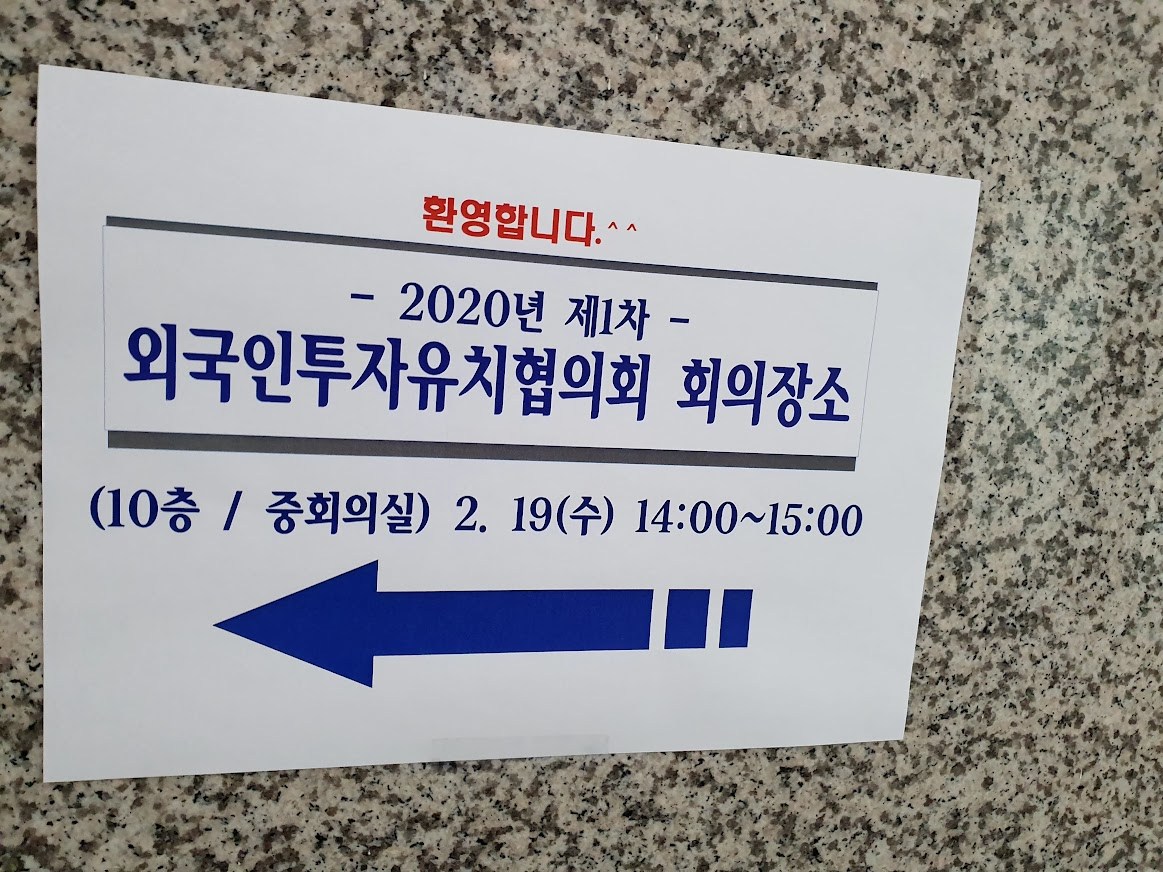 환영합니다.^ ^
- 2020년 제1차 -
외국인투자유치협의회 회의장소
(10층 / 중회의실) 2. 19(수) 14:00~15:00